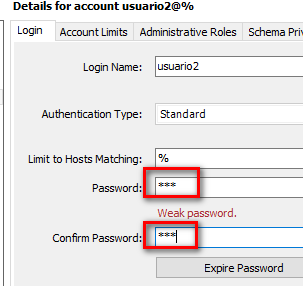 Details for account usuario2@%
Login Account Limits Administrative Roles Schema Priv
Login Name: usuario2
Authentication Type: Standard
Limit to Hosts Matching: %
Password: ***
Weak password.
Confirm Password: ***
Expire Password